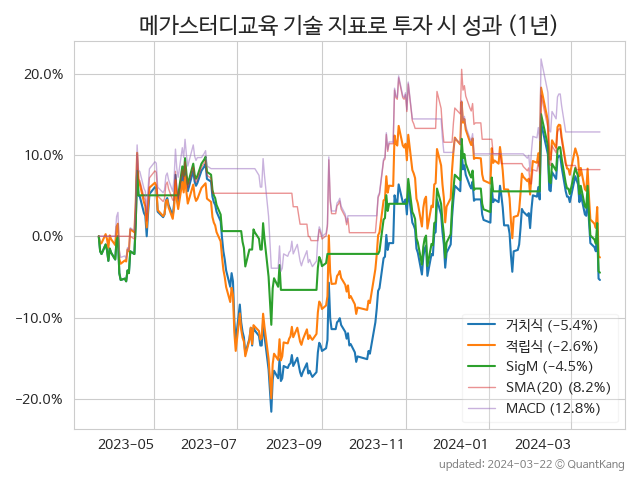 메가스터디교육 기술 지표로 투자 시 성과 (1년)
20.0%
10.0%
0.0%
−10.0%
−20.0%
거치식 (−5.4%)
적립식 (−2.6%)
SigM (−4.5%)
SMA(20) (8.2%)
MACD (12.8%)
2023−05 2023−07 2023−09 2023−11 2024−01 2024−03
updated: 2024−03−22 ⓒ QuantKang